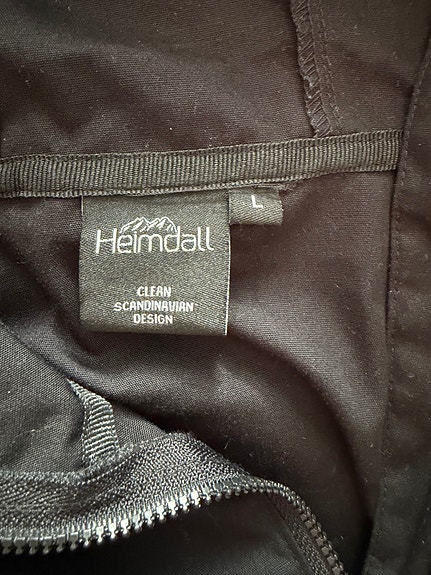 L
Heimdall
CLEAN
SCANDINAVIAN
DESIGN